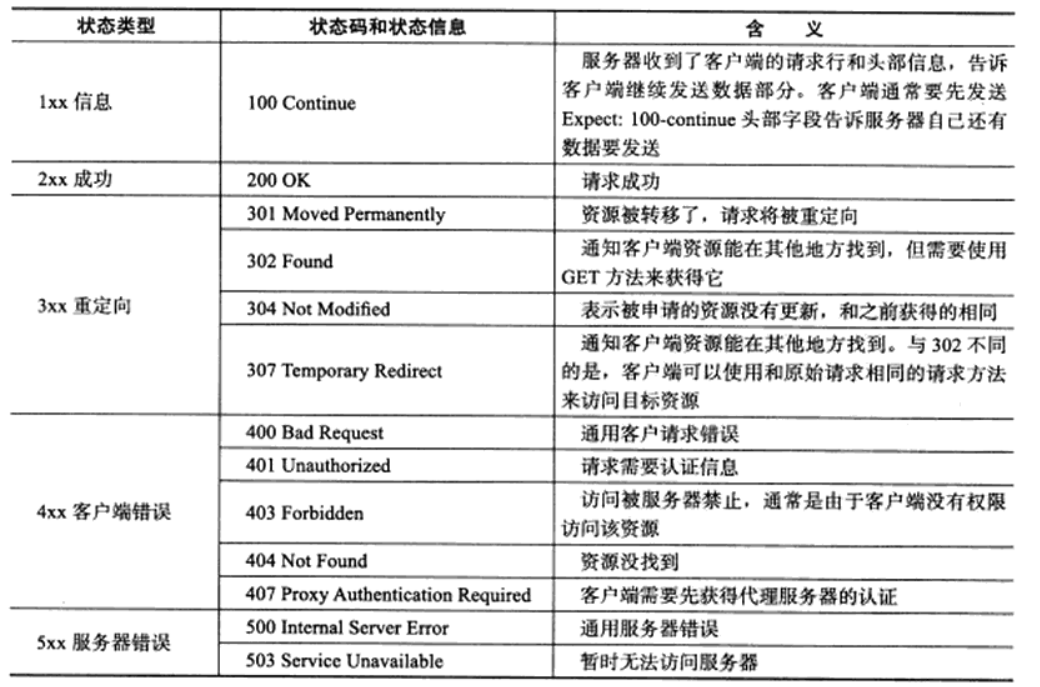 状态类型 状态码和状态信息 含 义
1xx 信息 100 Continue 服务器收到了客户端的请求行和头部信息，告诉
客户端继续发送数据部分。客户端通常要先发送
Expect: 100-continue 头部字段告诉服务器自己还有
数据要发送
2xx 成功 200 OK 请求成功
3xx 重定向 301 Moved Permanently 资源被转移了，请求将被重定向
302 Found 通知客户端资源能在其他地方找到，但需要使用
GET 方法来获得它
304 Not Modified 表示被申请的资源没有更新，和之前获得的相同
307 Temporary Redirect 通知客户端资源能在其他地方找到。与 302 不同
的是，客户端可以使用和原始请求相同的请求方法
来访问目标资源
4xx 客户端错误 400 Bad Request 通用客户请求错误
401 Unauthorized 请求需要认证信息
403 Forbidden 访问被服务器禁止，通常是由于客户端没有权限
访问该资源
404 Not Found 资源没找到
407 Proxy Authentication Required 客户端需要先获得代理服务器的认证
5xx 服务器错误 500 Internal Server Error 通用服务器错误
503 Service Unavailable 暂时无法访问服务器